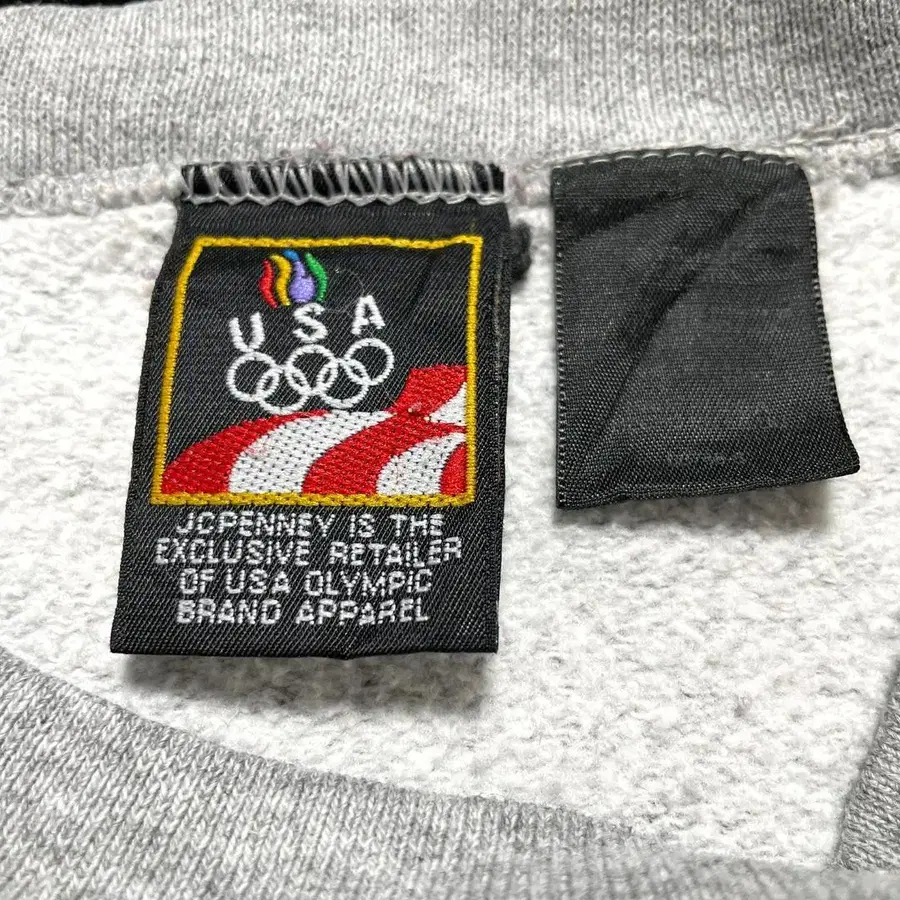 USA
JCPENNEY IS THE
EXCLUSIVE RETAILER
OF USA OLYMPIC
BRAND APPAREL